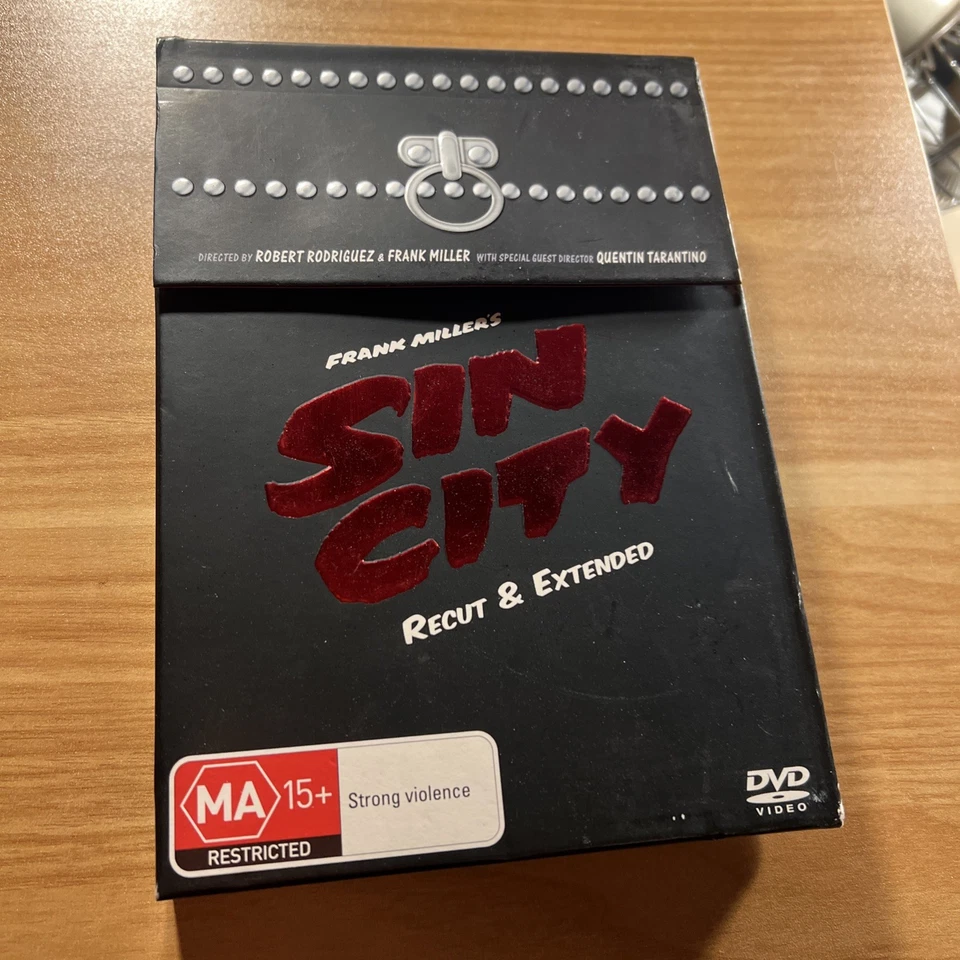 DIRECTED BY ROBERT RODRIGUEZ & FRANK MILLER WITH SPECIAL GUEST DIRECTOR QUENTIN TARANTINO
FRANK MILLER'S
SIN
CITY
RECUT & EXTENDED
MA 15+ Strong violence
RESTRICTED
DVD
VIDEO